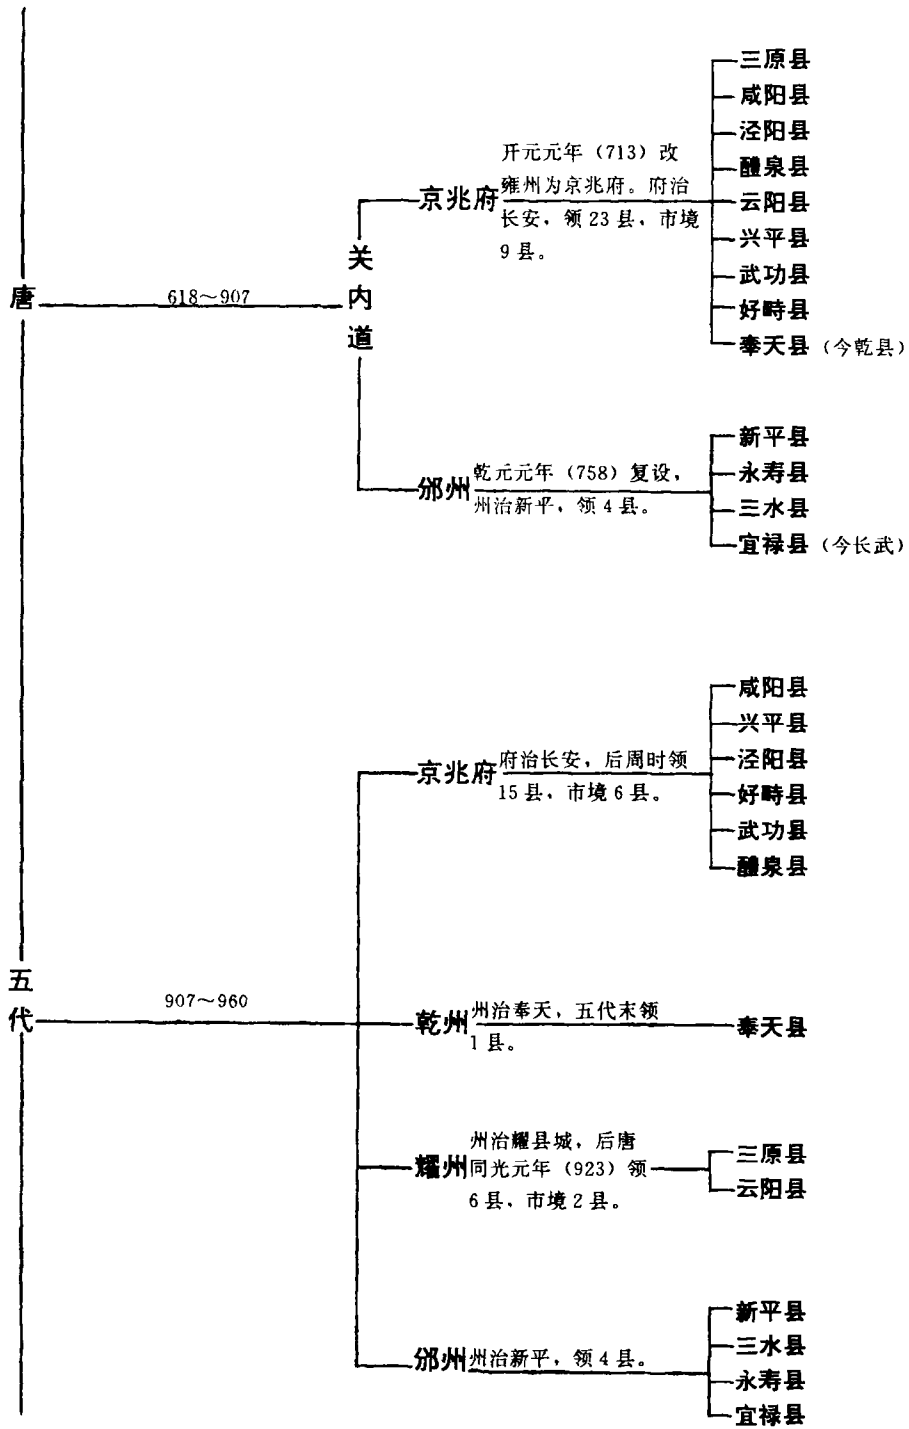 唐
618～907
关
内
道
京兆府
开元元年（713）改
雍州为京兆府。府治
长安，领23县，市境
9县。
三原县
咸阳县
泾阳县
醴泉县
云阳县
兴平县
武功县
好畤县
奉天县（今乾县）
邠州
乾元元年（758）复设，
州治新平，领4县。
新平县
永寿县
三水县
宜禄县（今长武）
五
代
907～960
京兆府
府治长安，后周时领
15县，市境6县。
咸阳县
兴平县
泾阳县
好畤县
武功县
醴泉县
乾州
州治奉天，五代末领
1县。
奉天县
耀州
州治耀县城，后唐
同光元年（923）领
6县，市境2县。
三原县
云阳县
邠州
州治新平，领4县。
新平县
三水县
永寿县
宜禄县